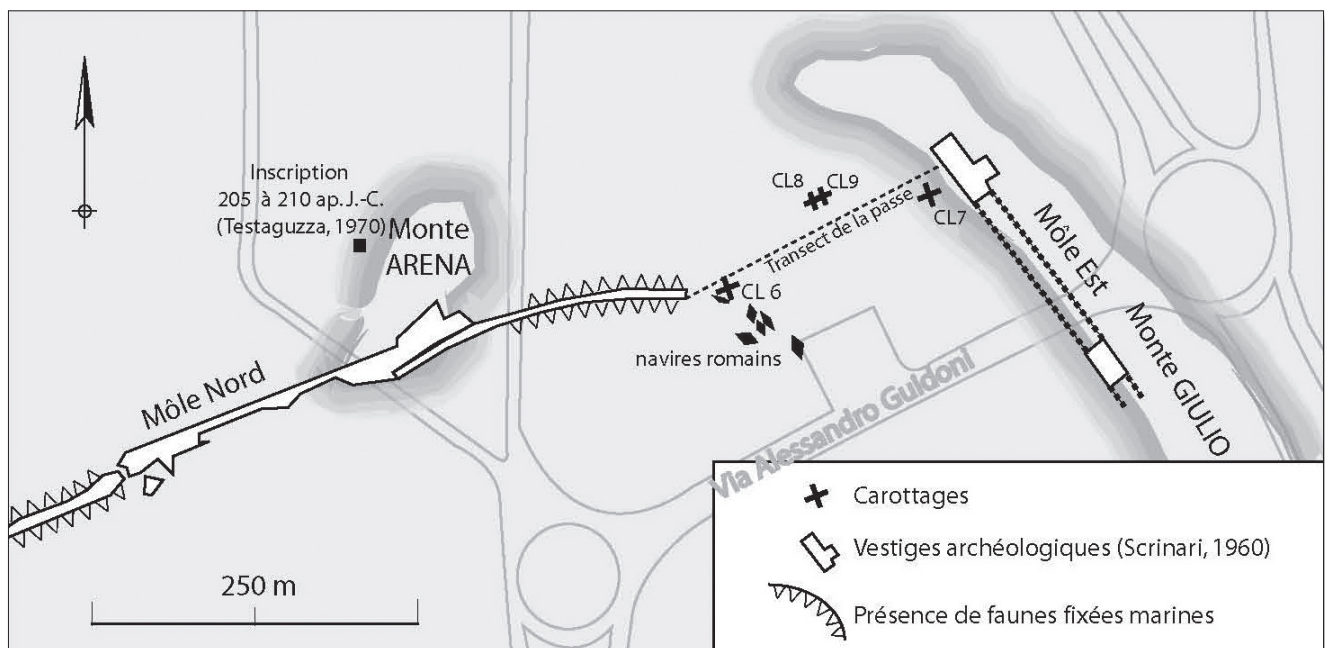 Inscription
205 à 210 ap. J.-C.
(Testaguzza, 1970)
Monte
ARENA
Môle Nord
250 m
CL8
CL9
CL7
Transect de la passe
CL 6
navires romains
Via Alessandro Guidoni
Môle Est
Monte GIULIO
Carottages
Vestiges archéologiques (Scrinari, 1960)
Présence de faunes fixées marines